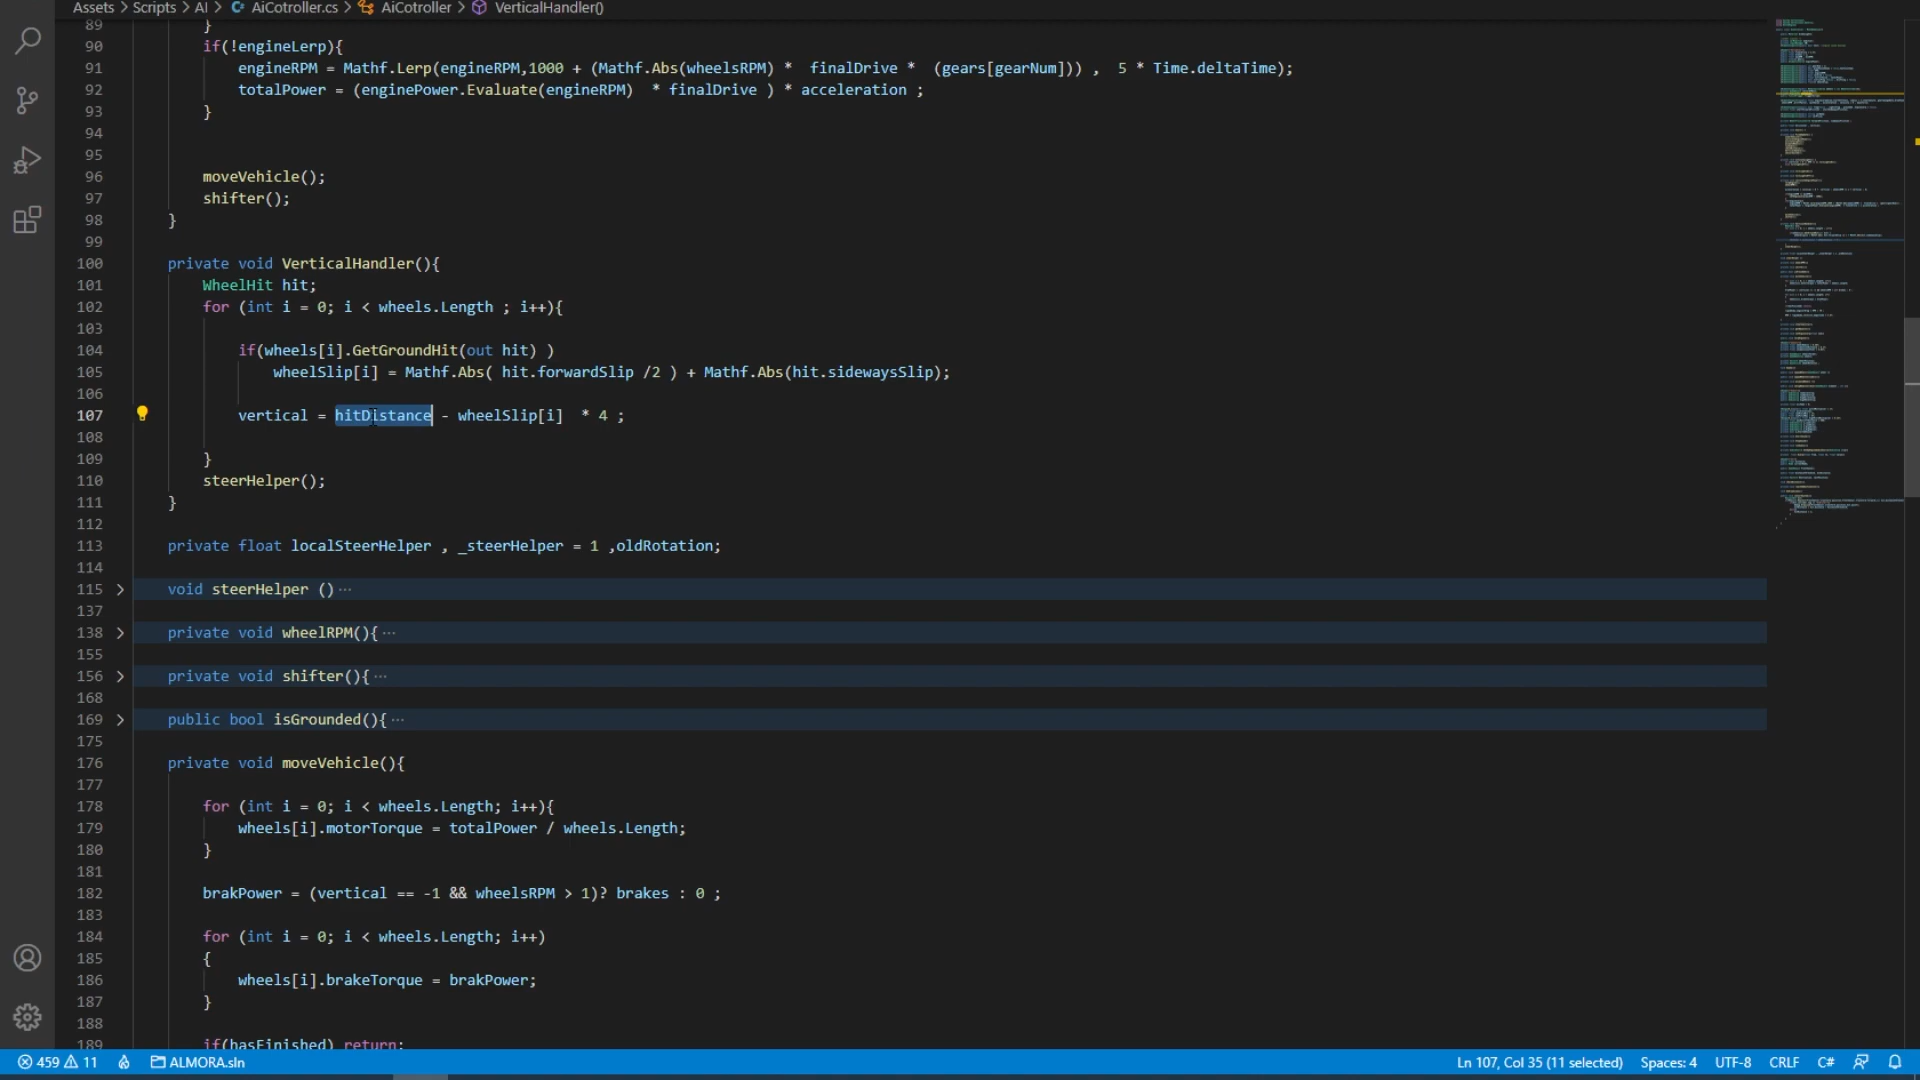 Assets > Scripts > AI > AiCotroller.cs > AiCotroller > VerticalHandler()
89 }
90 if(!engineLerp){
91 engineRPM = Mathf.Lerp(engineRPM,1000 + (Mathf.Abs(wheelsRPM) * finalDrive * (gears[gearNum])) , 5 * Time.deltaTime);
92 totalPower = (enginePower.Evaluate(engineRPM) * finalDrive ) * acceleration ;
93 }
94
95
96 moveVehicle();
97 shifter();
98 }
99
100 private void VerticalHandler(){
101 WheelHit hit;
102 for (int i = 0; i < wheels.Length ; i++){
103
104 if(wheels[i].GetGroundHit(out hit) )
105 wheelSlip[i] = Mathf.Abs( hit.forwardSlip /2 ) + Mathf.Abs(hit.sidewaysSlip);
106
107 vertical = hitDistance - wheelSlip[i] * 4 ;
108
109 }
110 steerHelper();
111 }
112
113 private float localSteerHelper , _steerHelper = 1 ,oldRotation;
114
115 void steerHelper ()···
137
138 private void wheelRPM(){···
155
156 private void shifter(){···
168
169 public bool isGrounded(){···
175
176 private void moveVehicle(){
177
178 for (int i = 0; i < wheels.Length; i++){
179 wheels[i].motorTorque = totalPower / wheels.Length;
180 }
181
182 brakPower = (vertical == -1 && wheelsRPM > 1)? brakes : 0 ;
183
184 for (int i = 0; i < wheels.Length; i++)
185 {
186 wheels[i].brakeTorque = brakPower;
187 }
188
189 if(hasFinished) return;
459 11 ALMORA.sln Ln 107, Col 35 (11 selected) Spaces: 4 UTF-8 CRLF C#